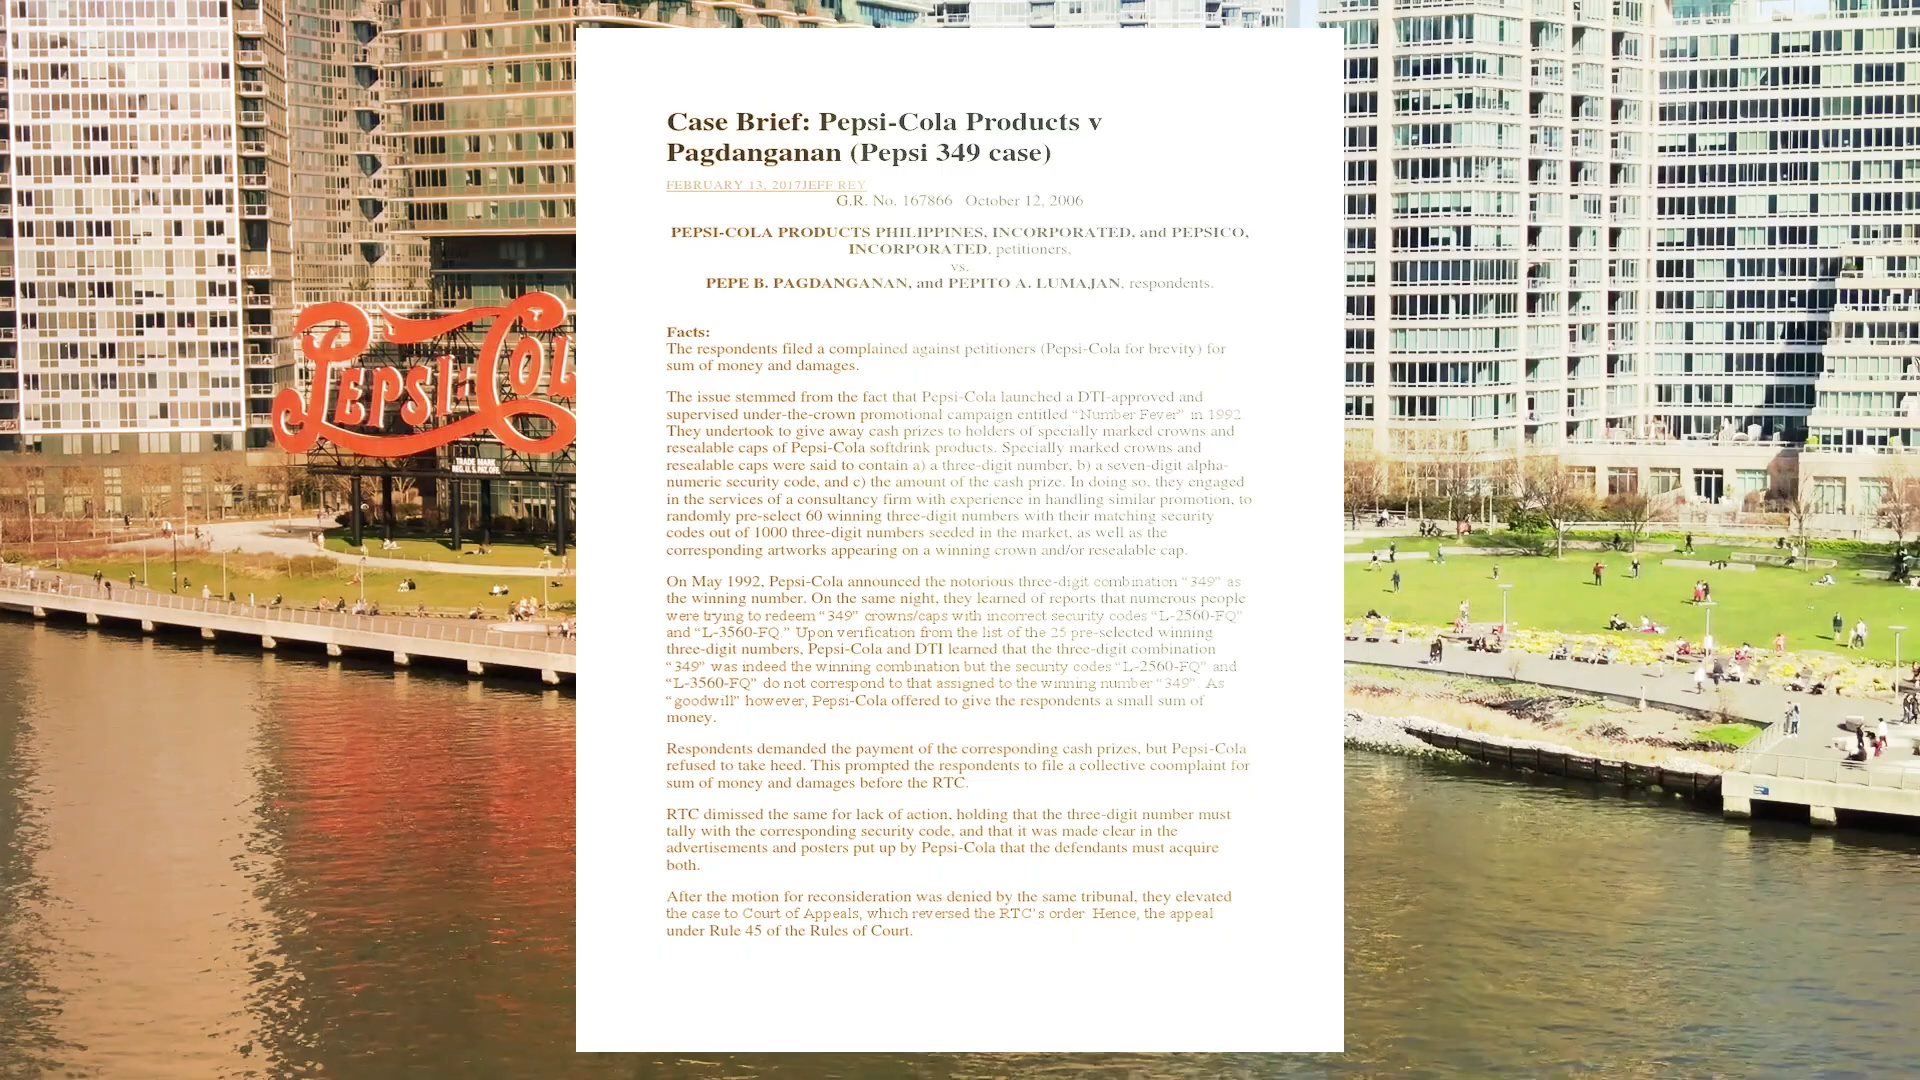 PEPSI-COL
TRADE MARK
REG. U.S. PAT. OFF.
Case Brief: Pepsi-Cola Products v
Pagdanganan (Pepsi 349 case)
FEBRUARY 13, 2017JEFF REY
G.R. No. 167866   October 12, 2006
PEPSI-COLA PRODUCTS PHILIPPINES, INCORPORATED, and PEPSICO,
INCORPORATED, petitioners,
vs.
PEPE B. PAGDANGANAN, and PEPITO A. LUMAJAN, respondents.
Facts:
The respondents filed a complained against petitioners (Pepsi-Cola for brevity) for
sum of money and damages.
The issue stemmed from the fact that Pepsi-Cola launched a DTI-approved and
supervised under-the-crown promotional campaign entitled “Number Fever” in 1992.
They undertook to give away cash prizes to holders of specially marked crowns and
resealable caps of Pepsi-Cola softdrink products. Specially marked crowns and
resealable caps were said to contain a) a three-digit number, b) a seven-digit alpha-
numeric security code, and c) the amount of the cash prize. In doing so, they engaged
in the services of a consultancy firm with experience in handling similar promotion, to
randomly pre-select 60 winning three-digit numbers with their matching security
codes out of 1000 three-digit numbers seeded in the market, as well as the
corresponding artworks appearing on a winning crown and/or resealable cap.
On May 1992, Pepsi-Cola announced the notorious three-digit combination “349” as
the winning number. On the same night, they learned of reports that numerous people
were trying to redeem “349” crowns/caps with incorrect security codes “L-2560-FQ”
and “L-3560-FQ.” Upon verification from the list of the 25 pre-selected winning
three-digit numbers, Pepsi-Cola and DTI learned that the three-digit combination
“349” was indeed the winning combination but the security codes “L-2560-FQ” and
“L-3560-FQ” do not correspond to that assigned to the winning number “349”. As
“goodwill” however, Pepsi-Cola offered to give the respondents a small sum of
money.
Respondents demanded the payment of the corresponding cash prizes, but Pepsi-Cola
refused to take heed. This prompted the respondents to file a collective coomplaint for
sum of money and damages before the RTC.
RTC dimissed the same for lack of action, holding that the three-digit number must
tally with the corresponding security code, and that it was made clear in the
advertisements and posters put up by Pepsi-Cola that the defendants must acquire
both.
After the motion for reconsideration was denied by the same tribunal, they elevated
the case to Court of Appeals, which reversed the RTC’s order. Hence, the appeal
under Rule 45 of the Rules of Court.